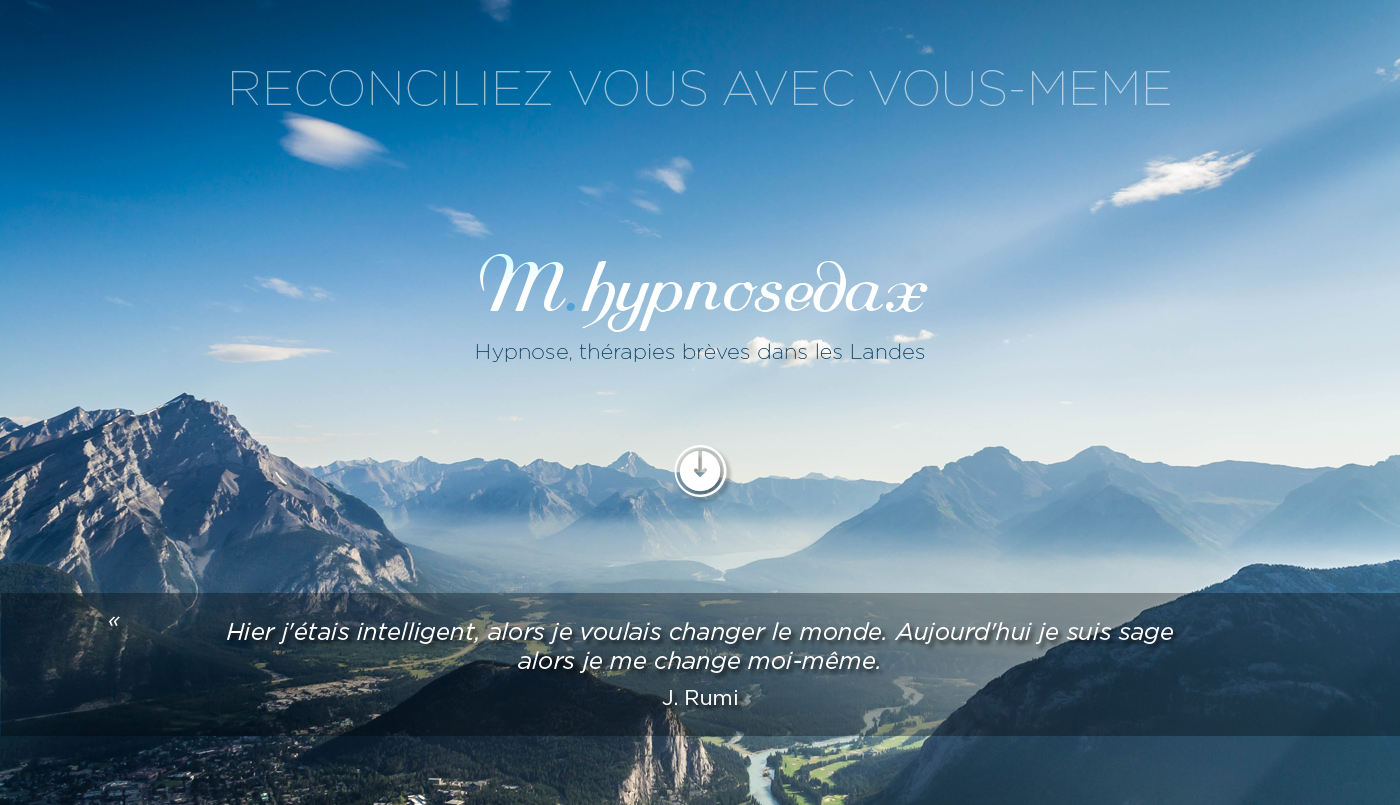 RECONCILIEZ VOUS AVEC VOUS-MEME
M.hypnosedax
Hypnose, thérapies brèves dans les Landes
«
Hier j'étais intelligent, alors je voulais changer le monde. Aujourd'hui je suis sage
alors je me change moi-même.
J. Rumi